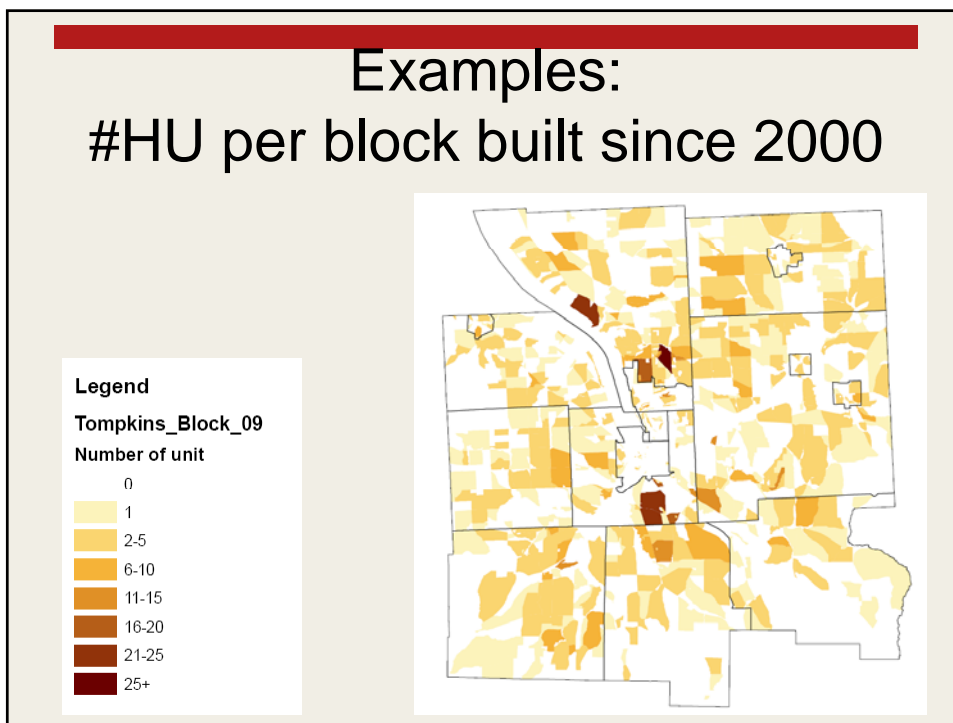 Examples:
#HU per block built since 2000
Legend
Tompkins_Block_09
Number of unit
0
1
2-5
6-10
11-15
16-20
21-25
25+